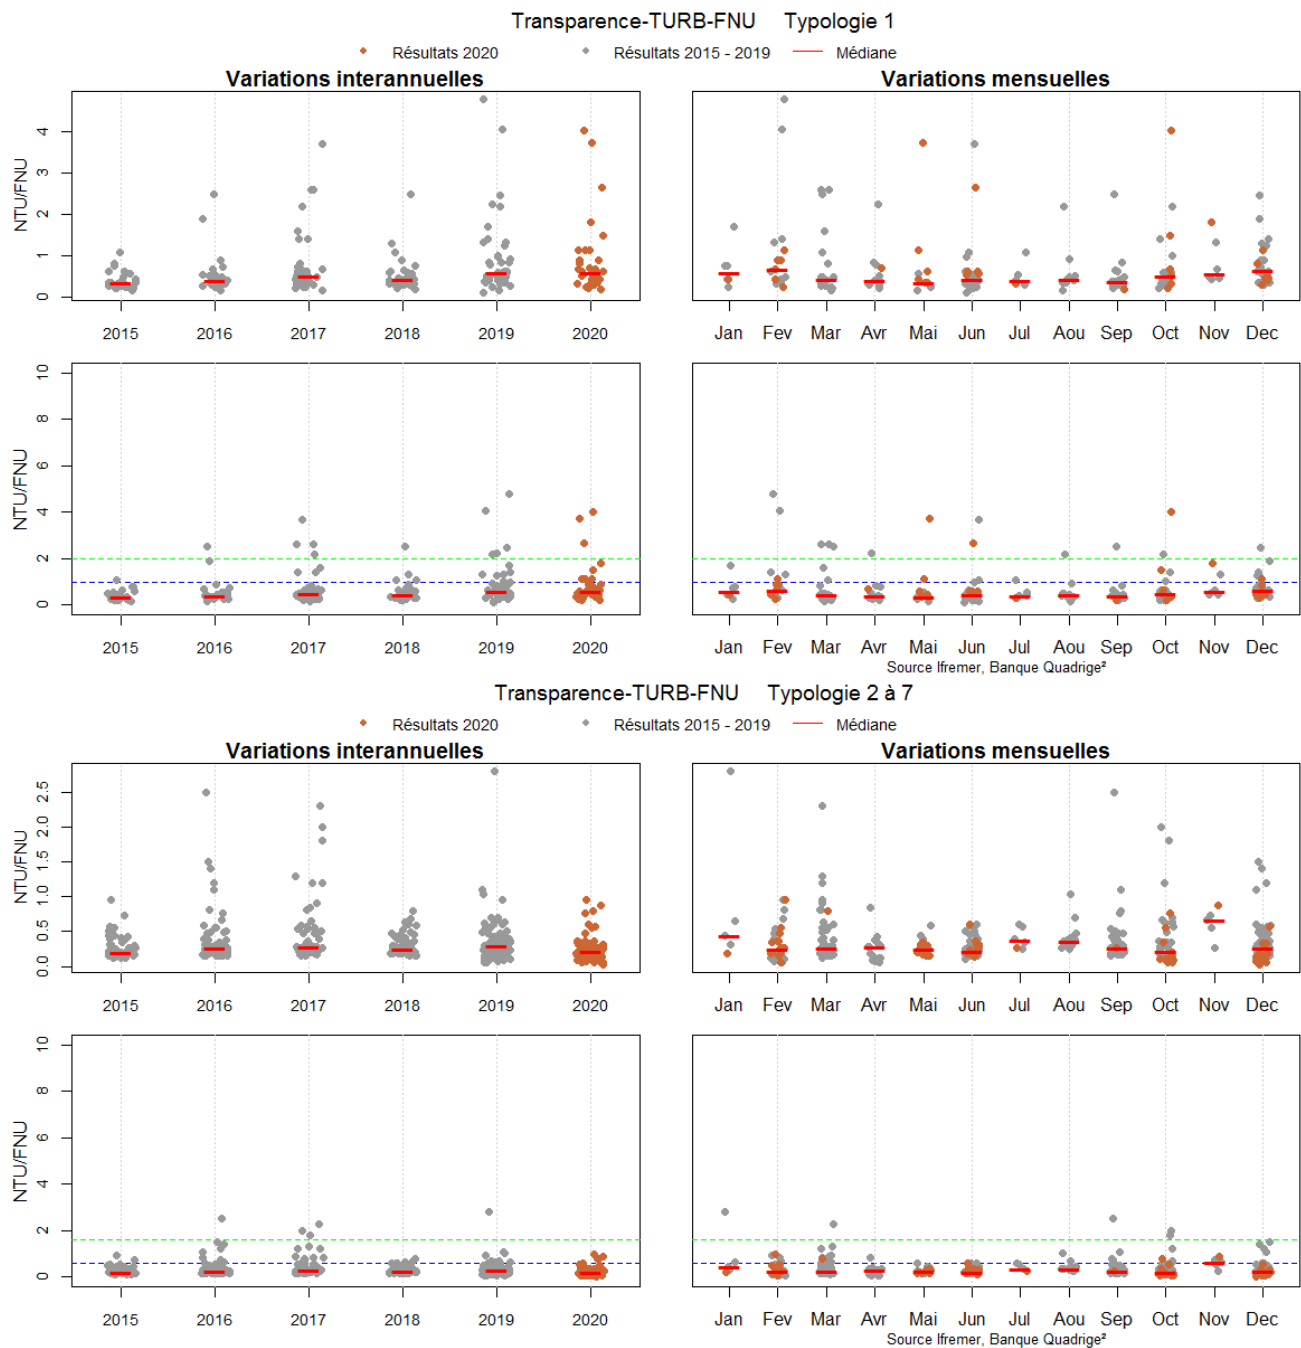 Transparence-TURB-FNU Typologie 1
Résultats 2020 Résultats 2015 - 2019 Médiane
Variations interannuelles Variations mensuelles
NTU/FNU
4
3
2
1
0
2015 2016 2017 2018 2019 2020
4
3
2
1
0
Jan Fev Mar Avr Mai Jun Jul Aou Sep Oct Nov Dec
NTU/FNU
10
8
6
4
2
0
2015 2016 2017 2018 2019 2020
Jan Fev Mar Avr Mai Jun Jul Aou Sep Oct Nov Dec
Source Ifremer, Banque Quadrige²
Transparence-TURB-FNU Typologie 2 à 7
Résultats 2020 Résultats 2015 - 2019 Médiane
Variations interannuelles Variations mensuelles
NTU/FNU
2.5
2.0
1.5
1.0
0.5
0.0
2015 2016 2017 2018 2019 2020
Jan Fev Mar Avr Mai Jun Jul Aou Sep Oct Nov Dec
NTU/FNU
10
8
6
4
2
0
2015 2016 2017 2018 2019 2020
Jan Fev Mar Avr Mai Jun Jul Aou Sep Oct Nov Dec
Source Ifremer, Banque Quadrige²